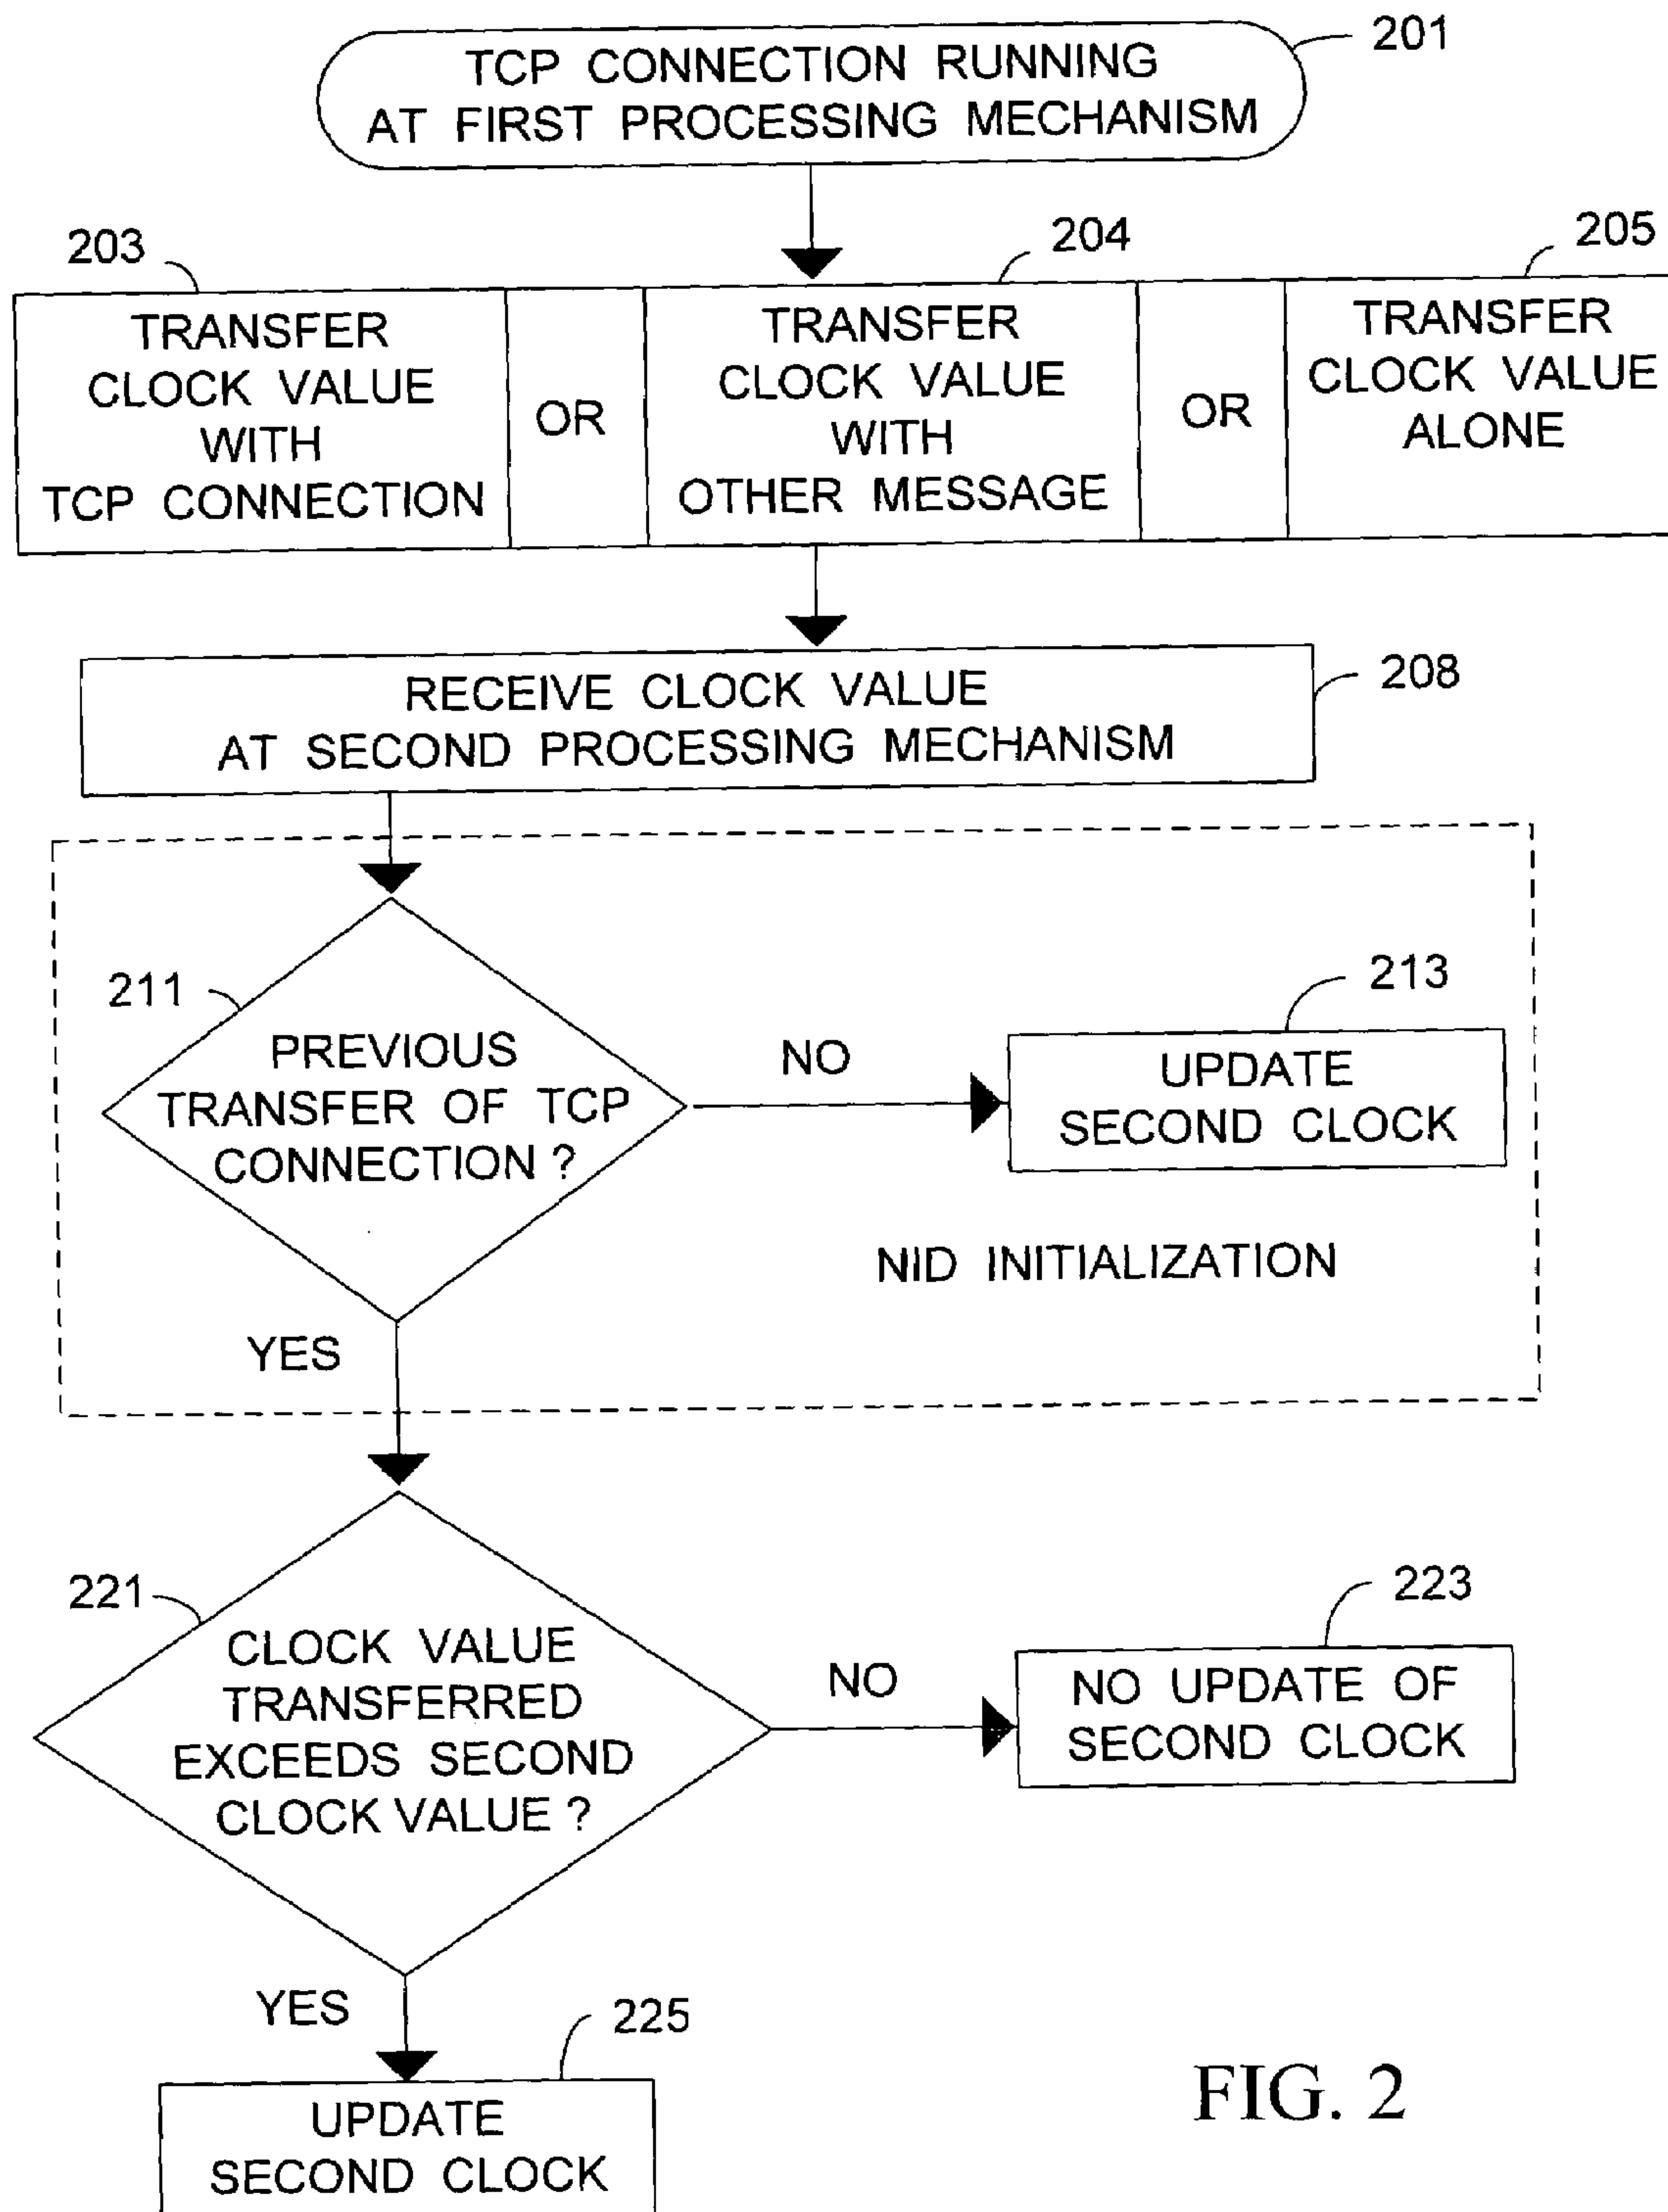 201
TCP CONNECTION RUNNING
AT FIRST PROCESSING MECHANISM
203
204
205
TRANSFER
CLOCK VALUE
WITH
TCP CONNECTION
OR
TRANSFER
CLOCK VALUE
WITH
OTHER MESSAGE
OR
TRANSFER
CLOCK VALUE
ALONE
208
RECEIVE CLOCK VALUE
AT SECOND PROCESSING MECHANISM
211
PREVIOUS
TRANSFER OF TCP
CONNECTION ?
NO
213
UPDATE
SECOND CLOCK
NID INITIALIZATION
YES
221
CLOCK VALUE
TRANSFERRED
EXCEEDS SECOND
CLOCK VALUE ?
NO
223
NO UPDATE OF
SECOND CLOCK
YES
225
UPDATE
SECOND CLOCK
FIG. 2